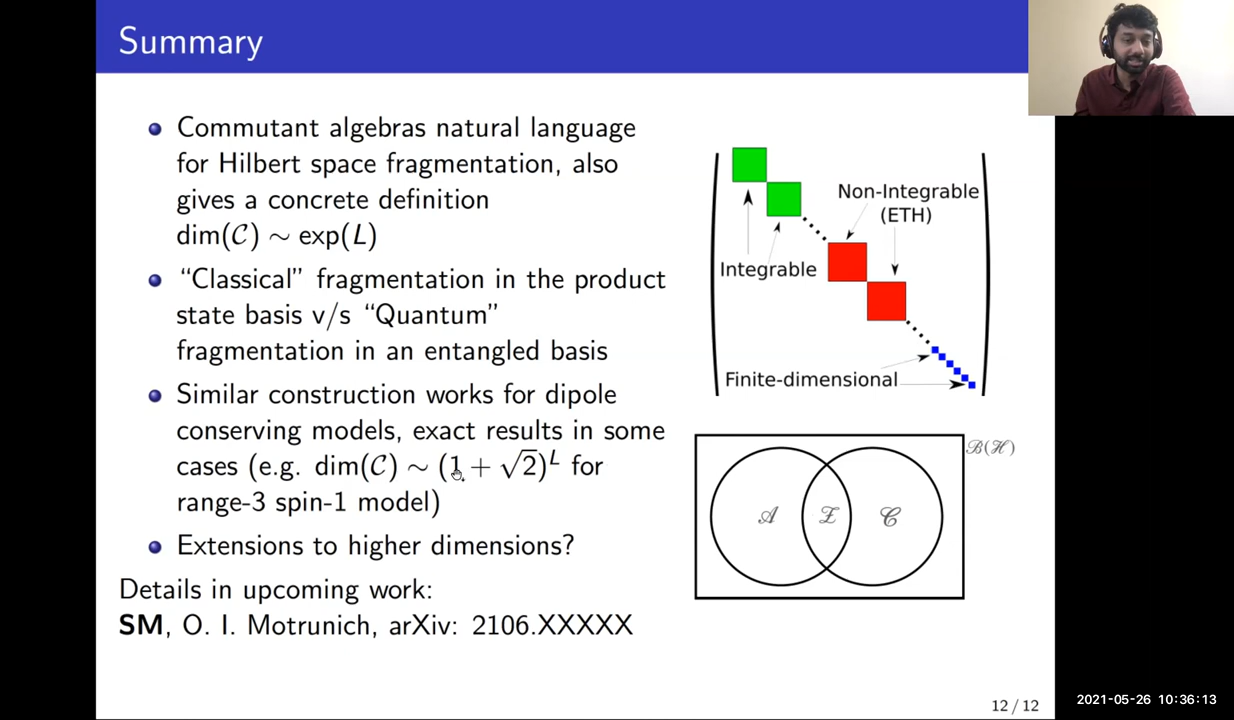 Summary
Commutant algebras natural language
for Hilbert space fragmentation, also
gives a concrete definition
dim(𝒞) ∼ exp(L)
“Classical” fragmentation in the product
state basis v/s “Quantum”
fragmentation in an entangled basis
Similar construction works for dipole
conserving models, exact results in some
cases (e.g. dim(𝒞) ∼ (1 + √2)^L for
range-3 spin-1 model)
Extensions to higher dimensions?
Details in upcoming work:
SM, O. I. Motrunich, arXiv: 2106.XXXXX
Non-Integrable
(ETH)
Integrable
Finite-dimensional
ℬ(ℋ)
𝒜 𝒵 𝒞
12 / 12
2021-05-26 10:36:13